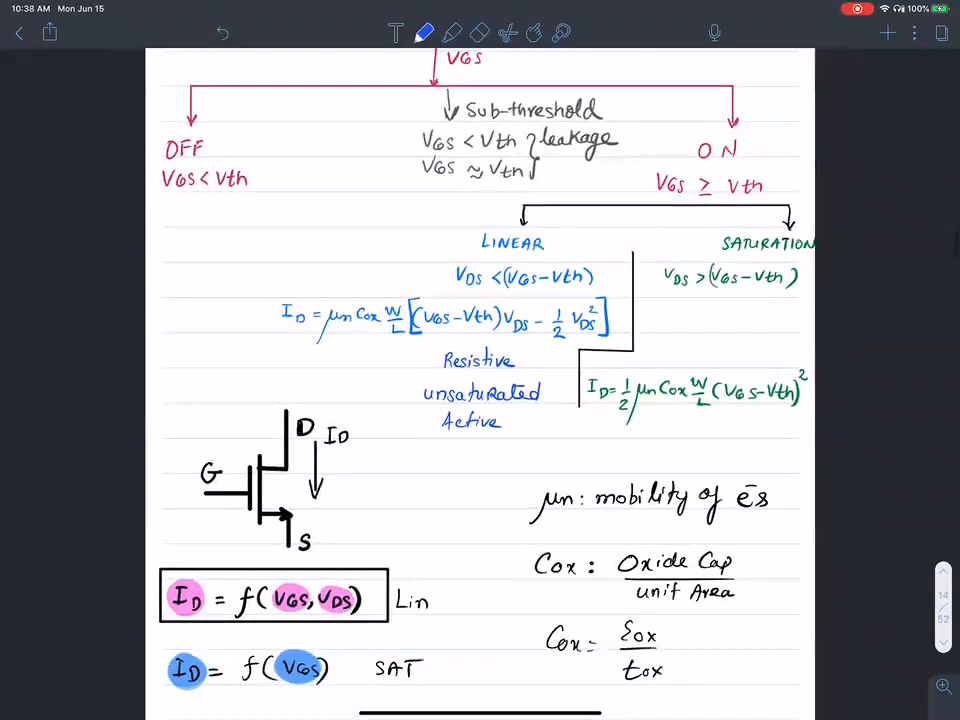 10:38 AM Mon Jun 15
100%
VGS
Sub-threshold
OFF
VGS < Vth
VGS < Vth } leakage
VGS ≈ Vth
ON
VGS ≥ Vth
LINEAR
SATURATION
VDS < (VGS-Vth)
VDS > (VGS-Vth)
ID = μn Cox W/L [(VGS-Vth) VDS - 1/2 VDS²]
Resistive
unsaturated
Active
ID = 1/2 μn Cox W/L (VGS-Vth)²
D
ID
G
S
μn : mobility of ēs
Cox : Oxide Cap
unit Area
ID = f(VGS, VDS) Lin
Cox = εox
tox
ID = f(VGS) SAT
14
/
52